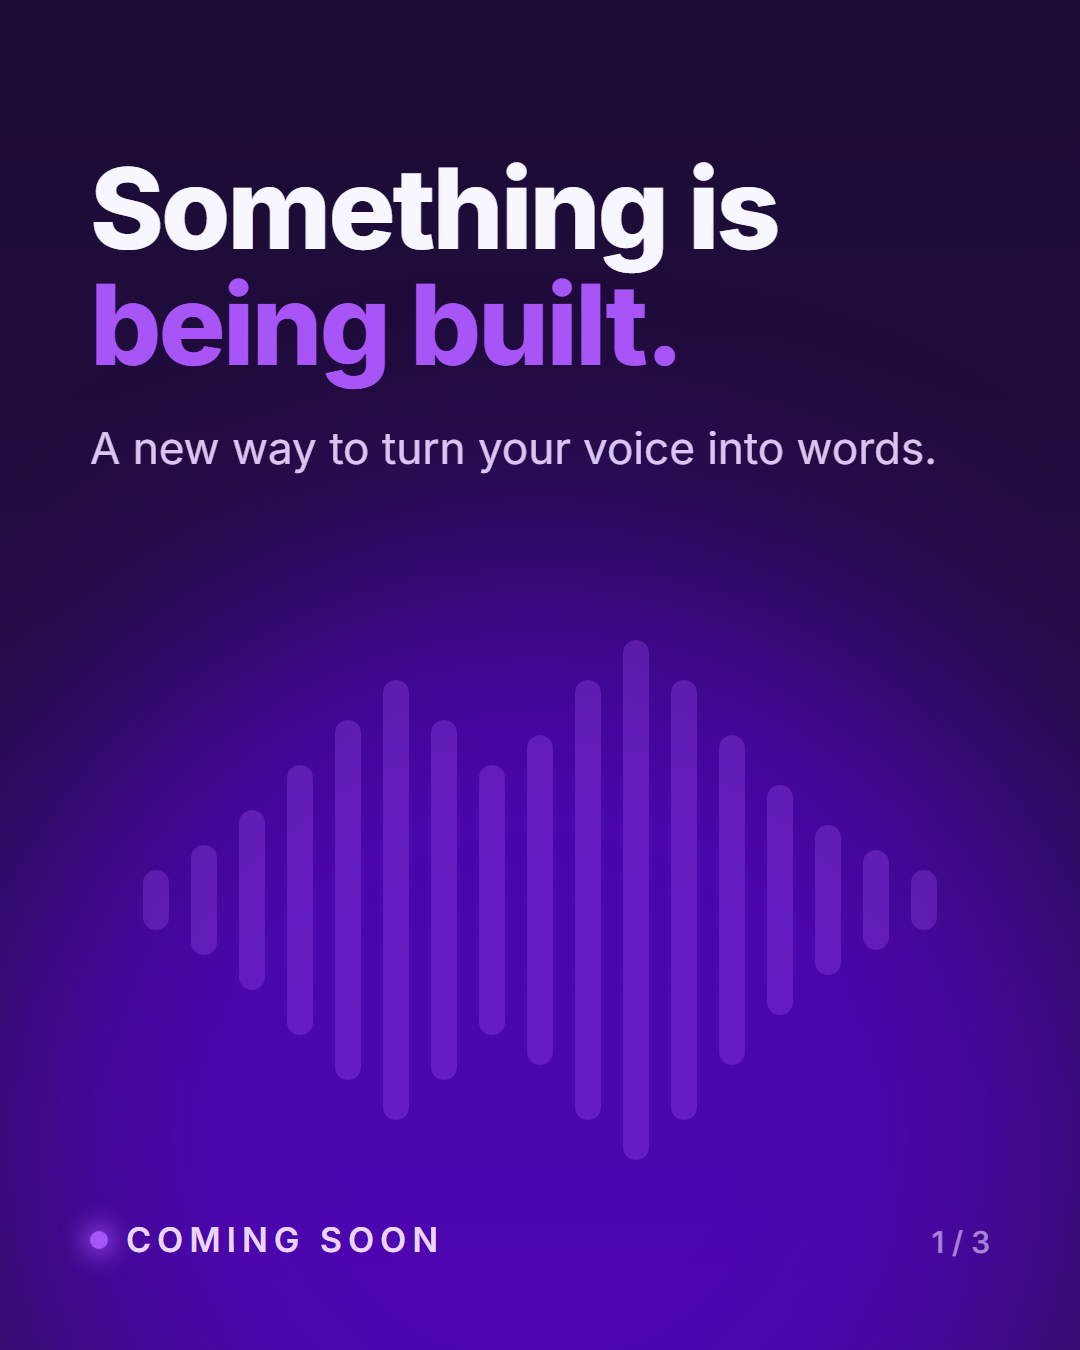 Something is
being built.
A new way to turn your voice into words.
COMING SOON
1 / 3